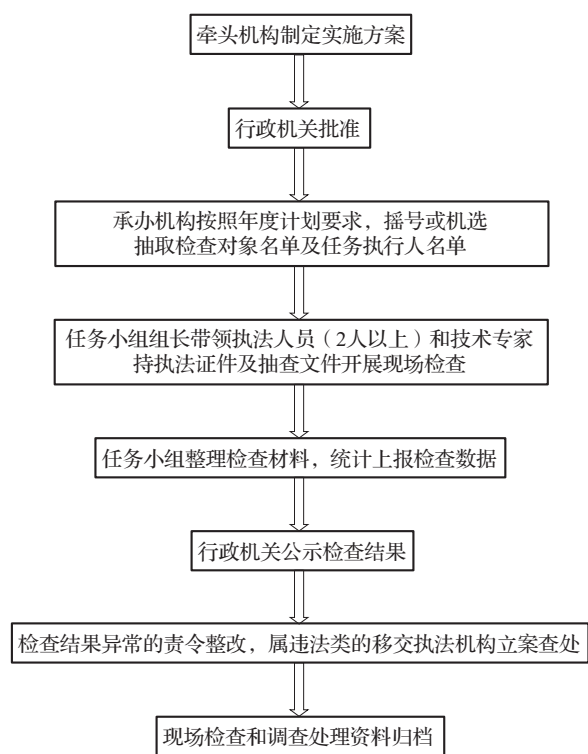 牵头机构制定实施方案
行政机关批准
承办机构按照年度计划要求，摇号或机选
抽取检查对象名单及任务执行人名单
任务小组组长带领执法人员（2人以上）和技术专家
持执法证件及抽查文件开展现场检查
任务小组整理检查材料，统计上报检查数据
行政机关公示检查结果
检查结果异常的责令整改，属违法类的移交执法机构立案查处
现场检查和调查处理资料归档